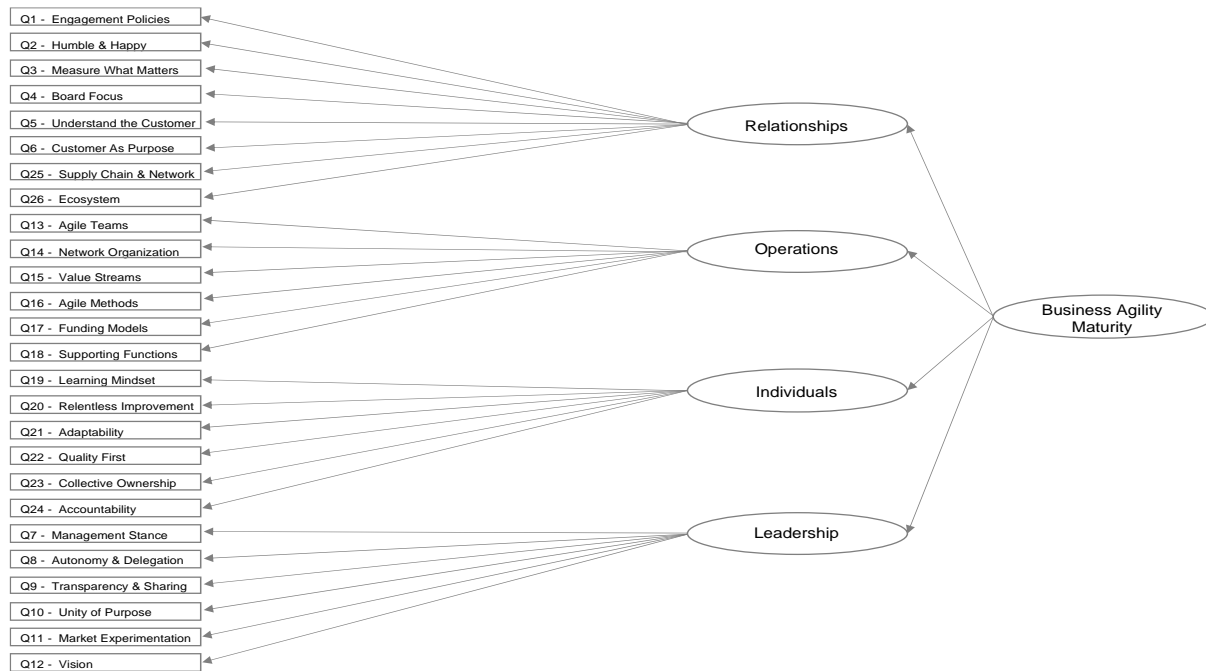 Q1 - Engagement Policies
Q2 - Humble & Happy
Q3 - Measure What Matters
Q4 - Board Focus
Q5 - Understand the Customer
Q6 - Customer As Purpose
Q25 - Supply Chain & Network
Q26 - Ecosystem
Q13 - Agile Teams
Q14 - Network Organization
Q15 - Value Streams
Q16 - Agile Methods
Q17 - Funding Models
Q18 - Supporting Functions
Q19 - Learning Mindset
Q20 - Relentless Improvement
Q21 - Adaptability
Q22 - Quality First
Q23 - Collective Ownership
Q24 - Accountability
Q7 - Management Stance
Q8 - Autonomy & Delegation
Q9 - Transparency & Sharing
Q10 - Unity of Purpose
Q11 - Market Experimentation
Q12 - Vision
Relationships
Operations
Individuals
Leadership
Business Agility
Maturity